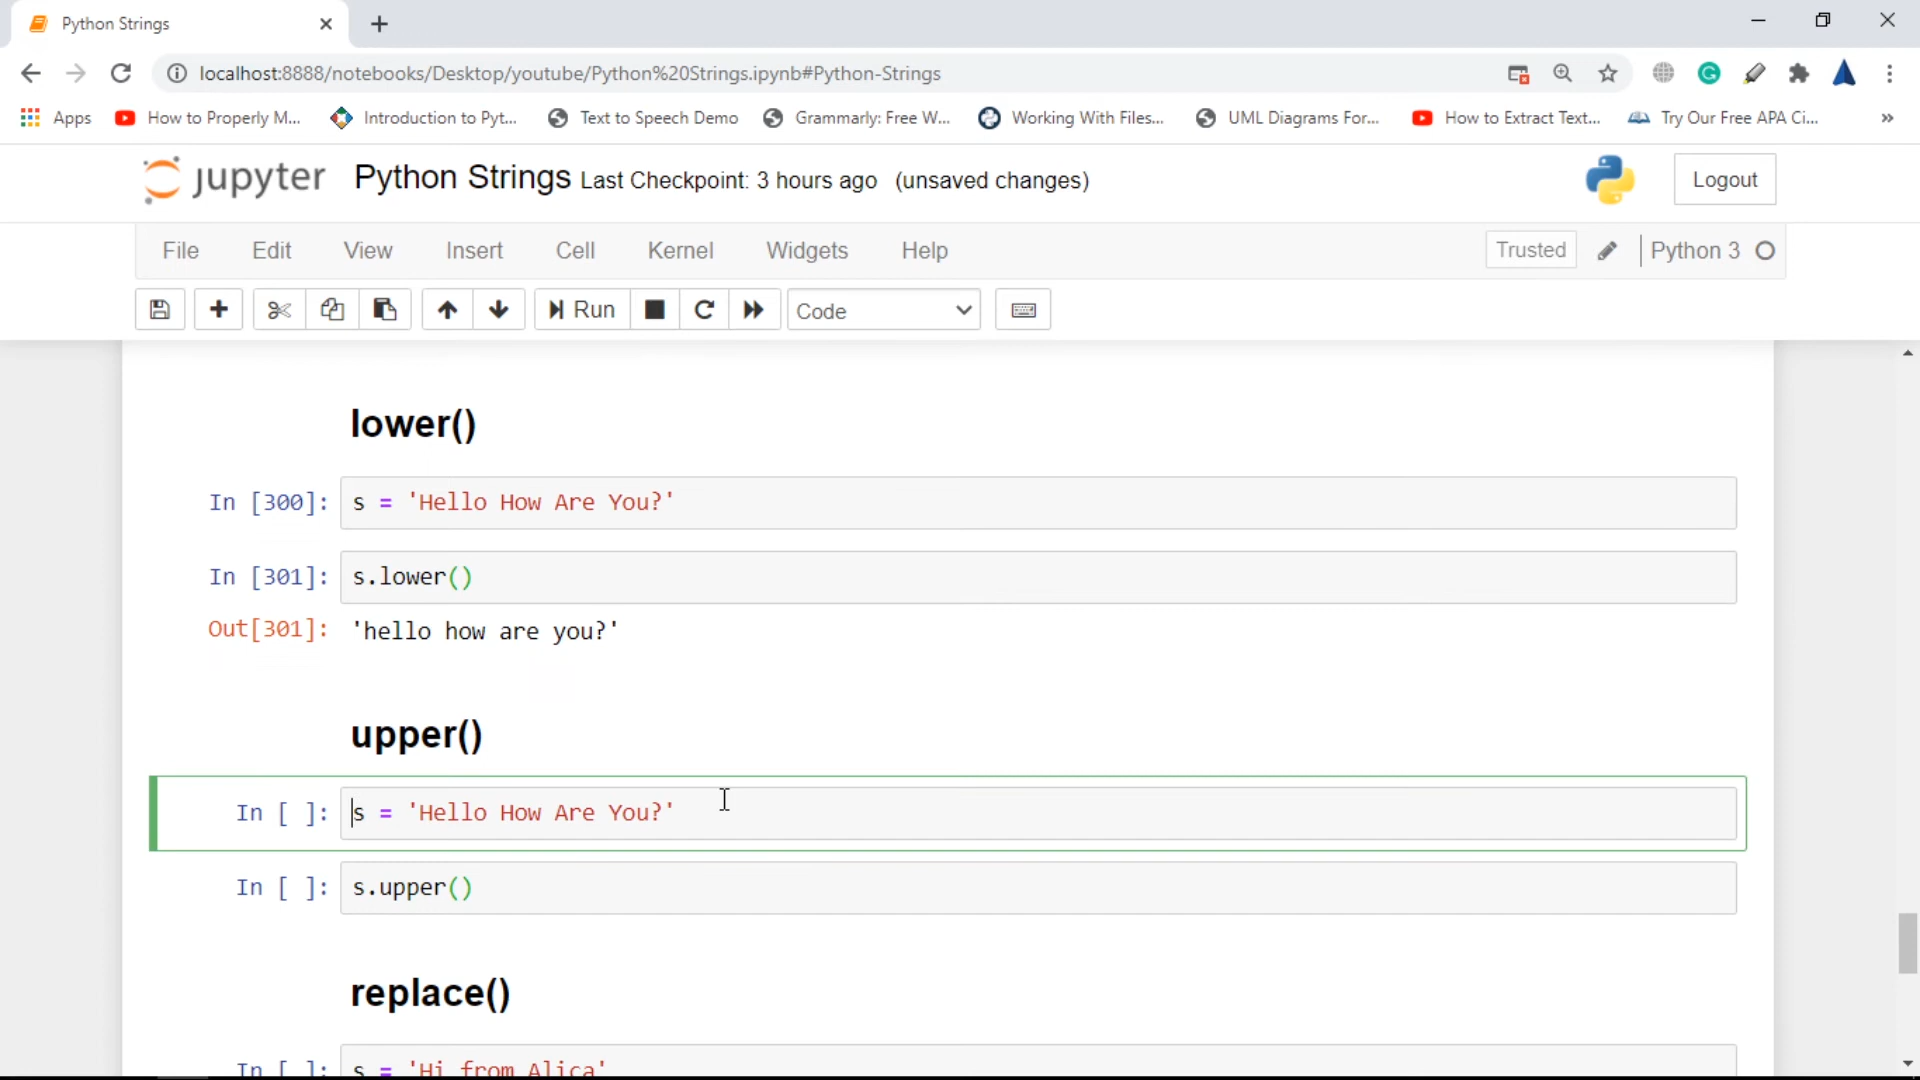 Python Strings
localhost:8888/notebooks/Desktop/youtube/Python%20Strings.ipynb#Python-Strings
Apps How to Properly M... Introduction to Pyt... Text to Speech Demo Grammarly: Free W... Working With Files... UML Diagrams For... How to Extract Text... Try Our Free APA Ci... »
jupyter Python Strings Last Checkpoint: 3 hours ago (unsaved changes) Logout
File Edit View Insert Cell Kernel Widgets Help Trusted Python 3
Run Code
lower()
In [300]: s = 'Hello How Are You?'
In [301]: s.lower()
Out[301]: 'hello how are you?'
upper()
In [ ]: s = 'Hello How Are You?'
In [ ]: s.upper()
replace()
In [ ]: s = 'Hi from Alica'